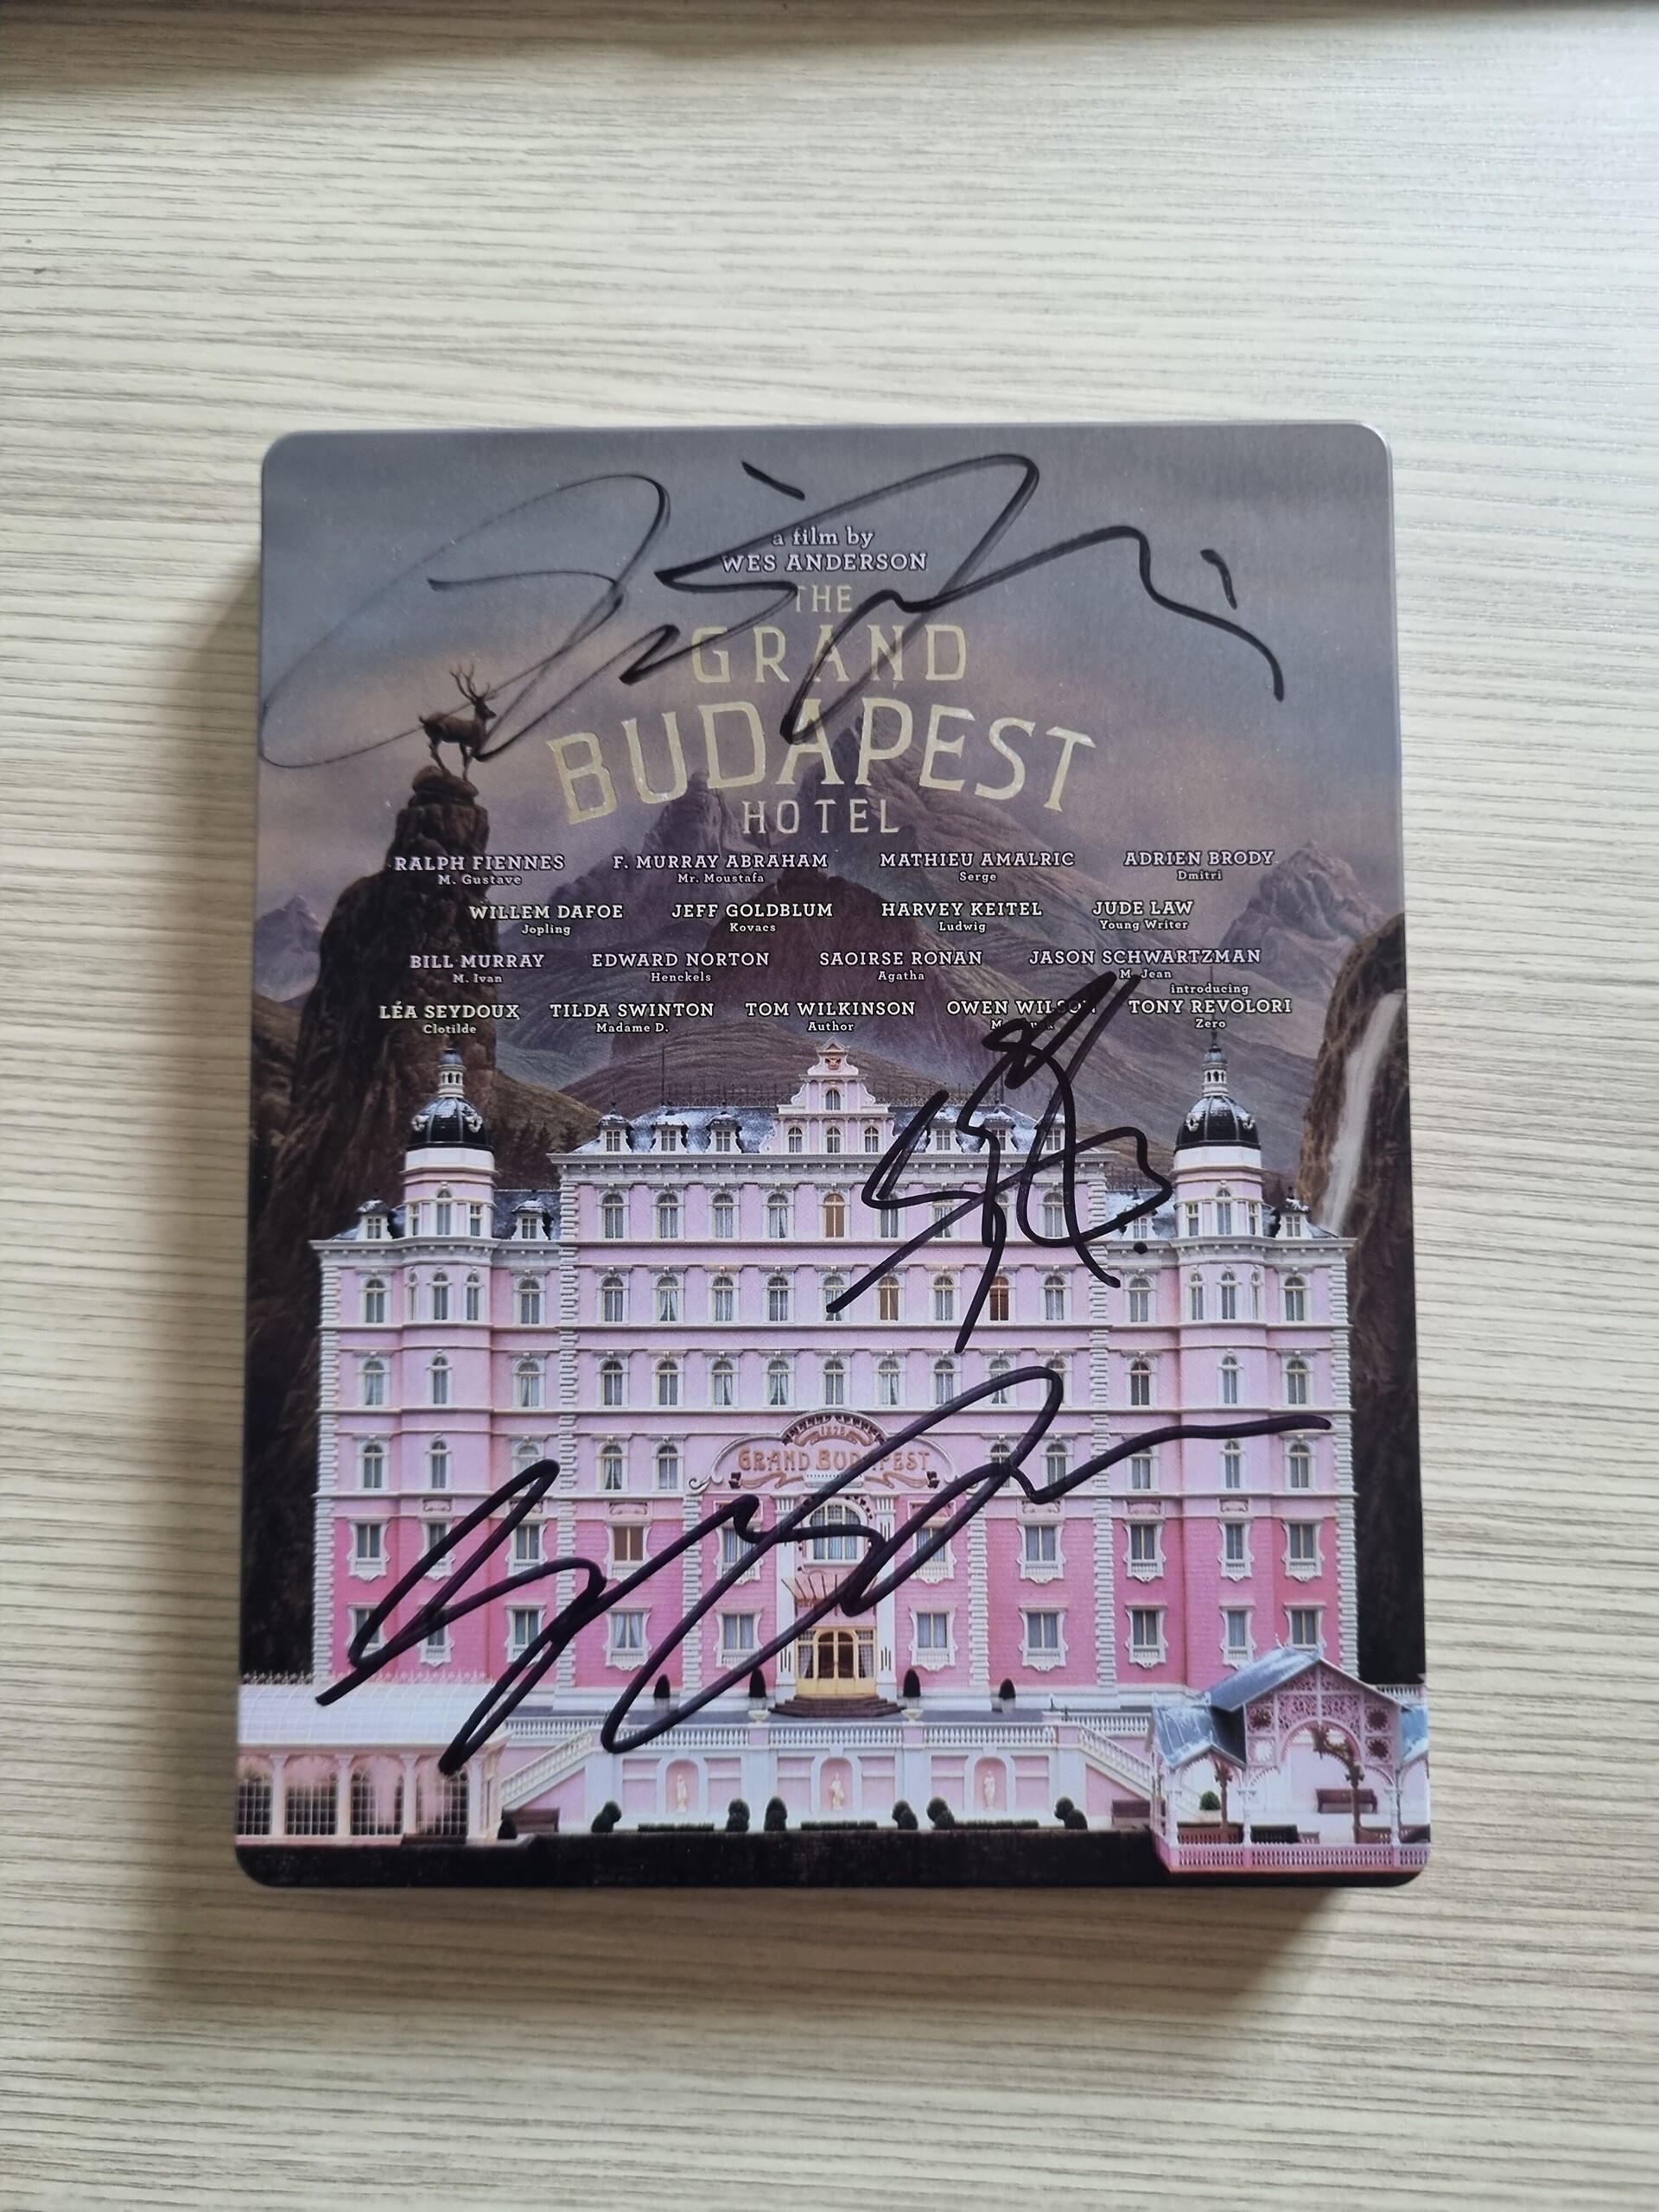 a film by
WES ANDERSON
THE
GRAND
BUDAPEST
HOTEL
RALPH FIENNES F. MURRAY ABRAHAM MATHIEU AMALRIC ADRIEN BRODY
M. Gustave Mr. Moustafa Serge Dmitri
WILLEM DAFOE JEFF GOLDBLUM HARVEY KEITEL JUDE LAW
Jopling Kovacs Ludwig Young Writer
BILL MURRAY EDWARD NORTON SAOIRSE RONAN JASON SCHWARTZMAN
M. Ivan Henckels Agatha M. Jean
introducing
LÉA SEYDOUX TILDA SWINTON TOM WILKINSON OWEN WILSON TONY REVOLORI
Clotilde Madame D. Author Zero
GRAND BUDAPEST